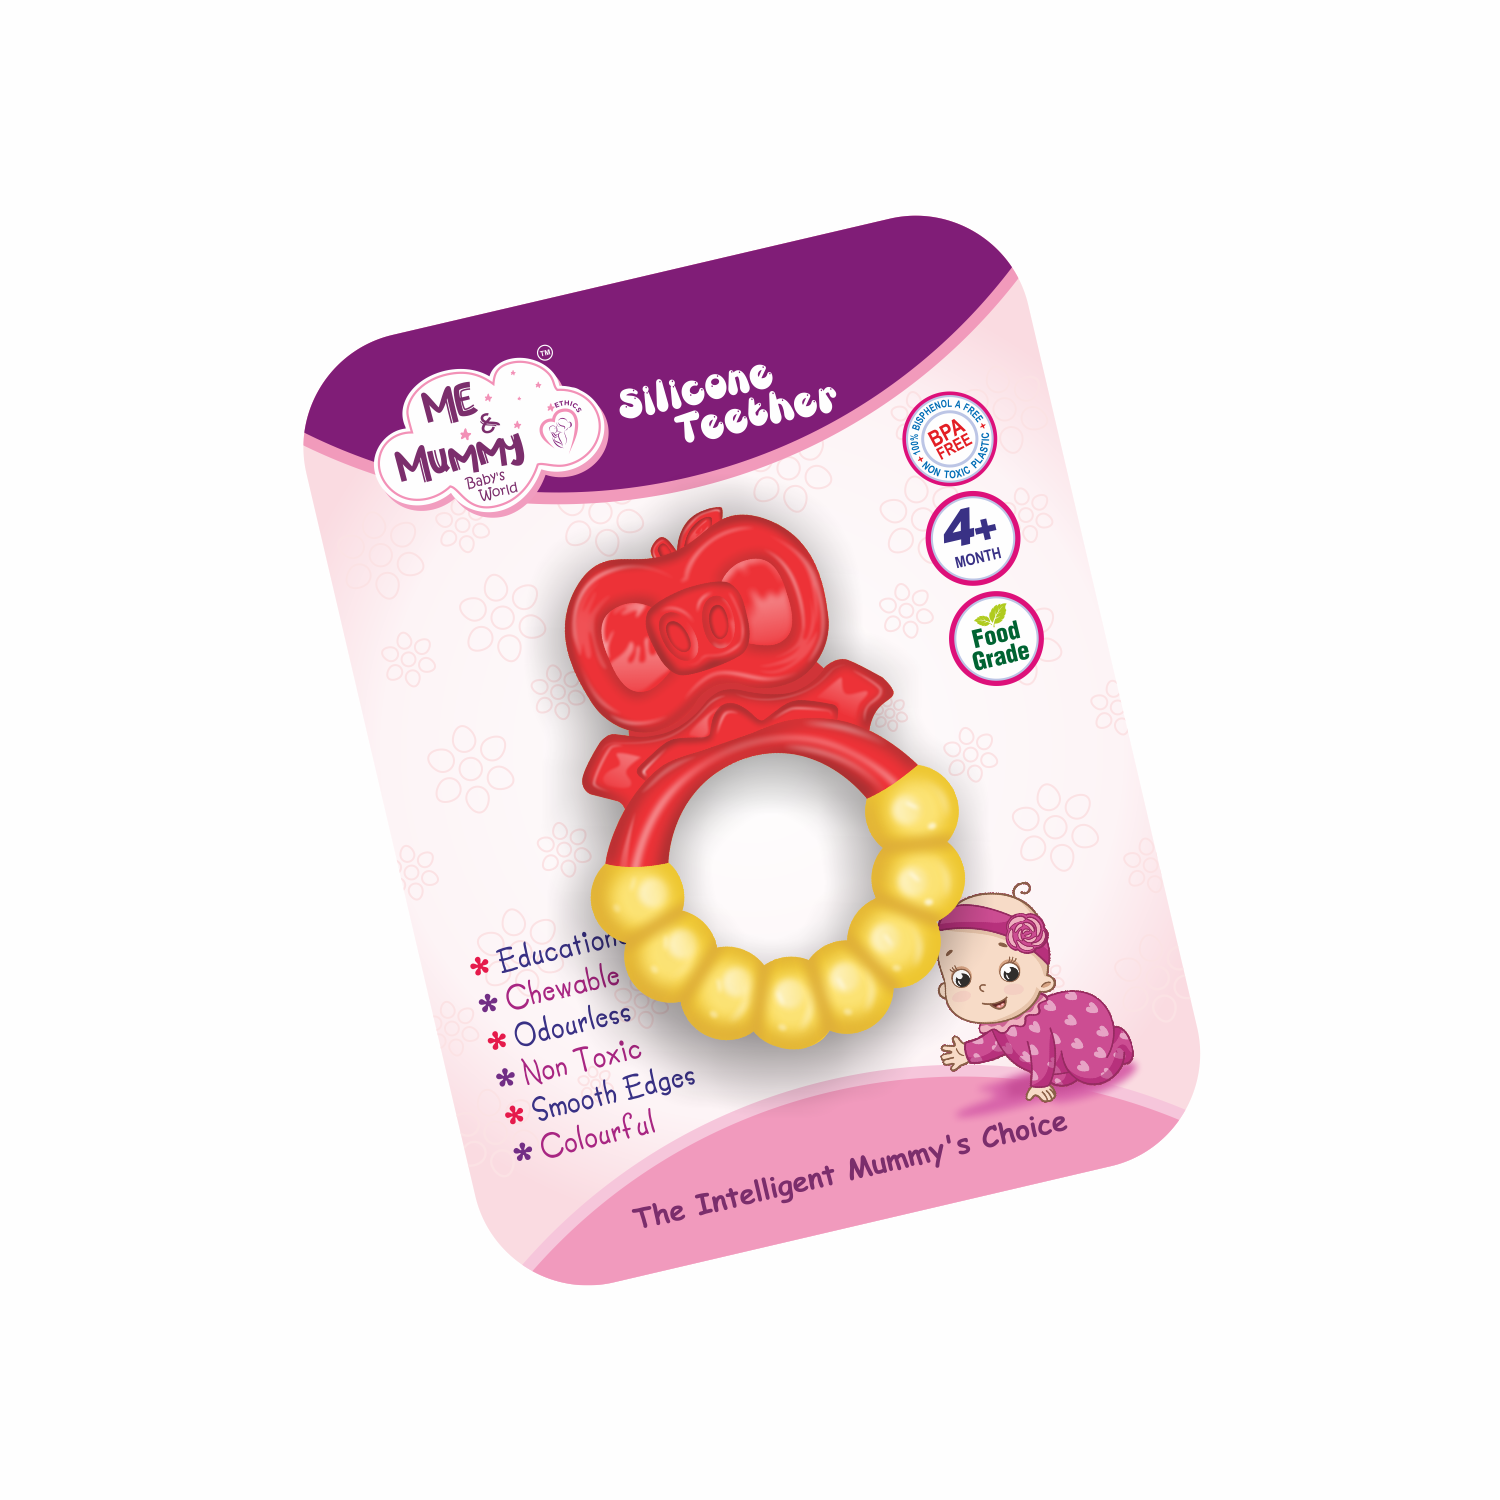 ME
&
MUMMY
Baby's
World
ETHICS
TM
Silicone
Teether
100% BISPHENOL A FREE
BPA
FREE
NON TOXIC PLASTIC
4+
MONTH
Food
Grade
* Education
* Chewable
* Odourless
* Non Toxic
* Smooth Edges
* Colourful
The Intelligent Mummy's Choice